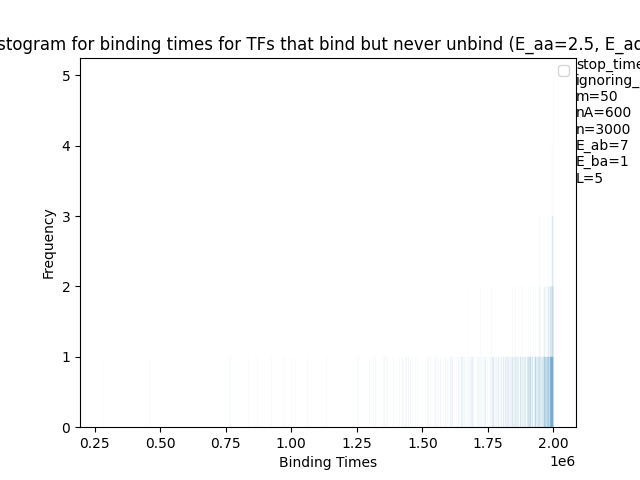 stogram for binding times for TFs that bind but never unbind (E_aa=2.5, E_ad
stop_time
ignoring_
m=50
nA=600
n=3000
E_ab=7
E_ba=1
L=5
Frequency
5
4
3
2
1
0
0.25 0.50 0.75 1.00 1.25 1.50 1.75 2.00
1e6
Binding Times